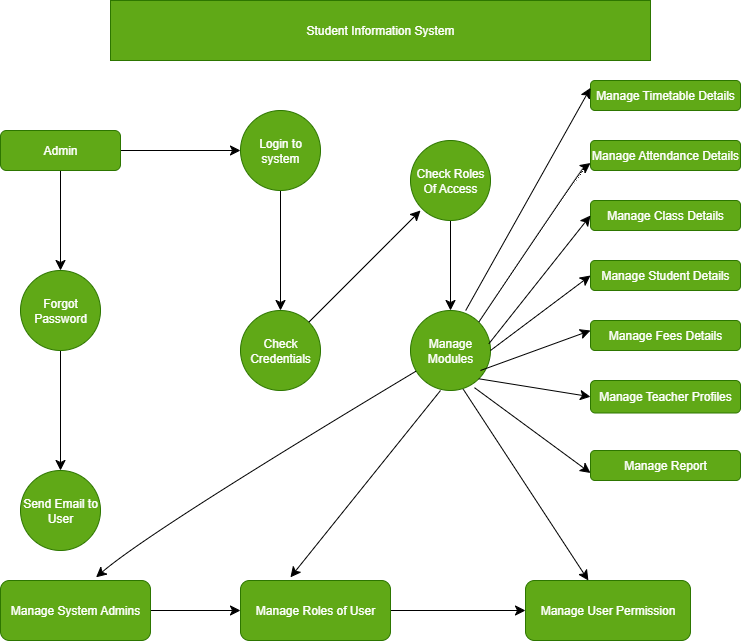 Student Information System
Manage Timetable Details
Admin
Login to
system
Manage Attendance Details
Check Roles
Of Access
Manage Class Details
Manage Student Details
Forgot
Password
Check
Credentials
Manage
Modules
Manage Fees Details
Manage Teacher Profiles
Manage Report
Send Email to
User
Manage System Admins
Manage Roles of User
Manage User Permission